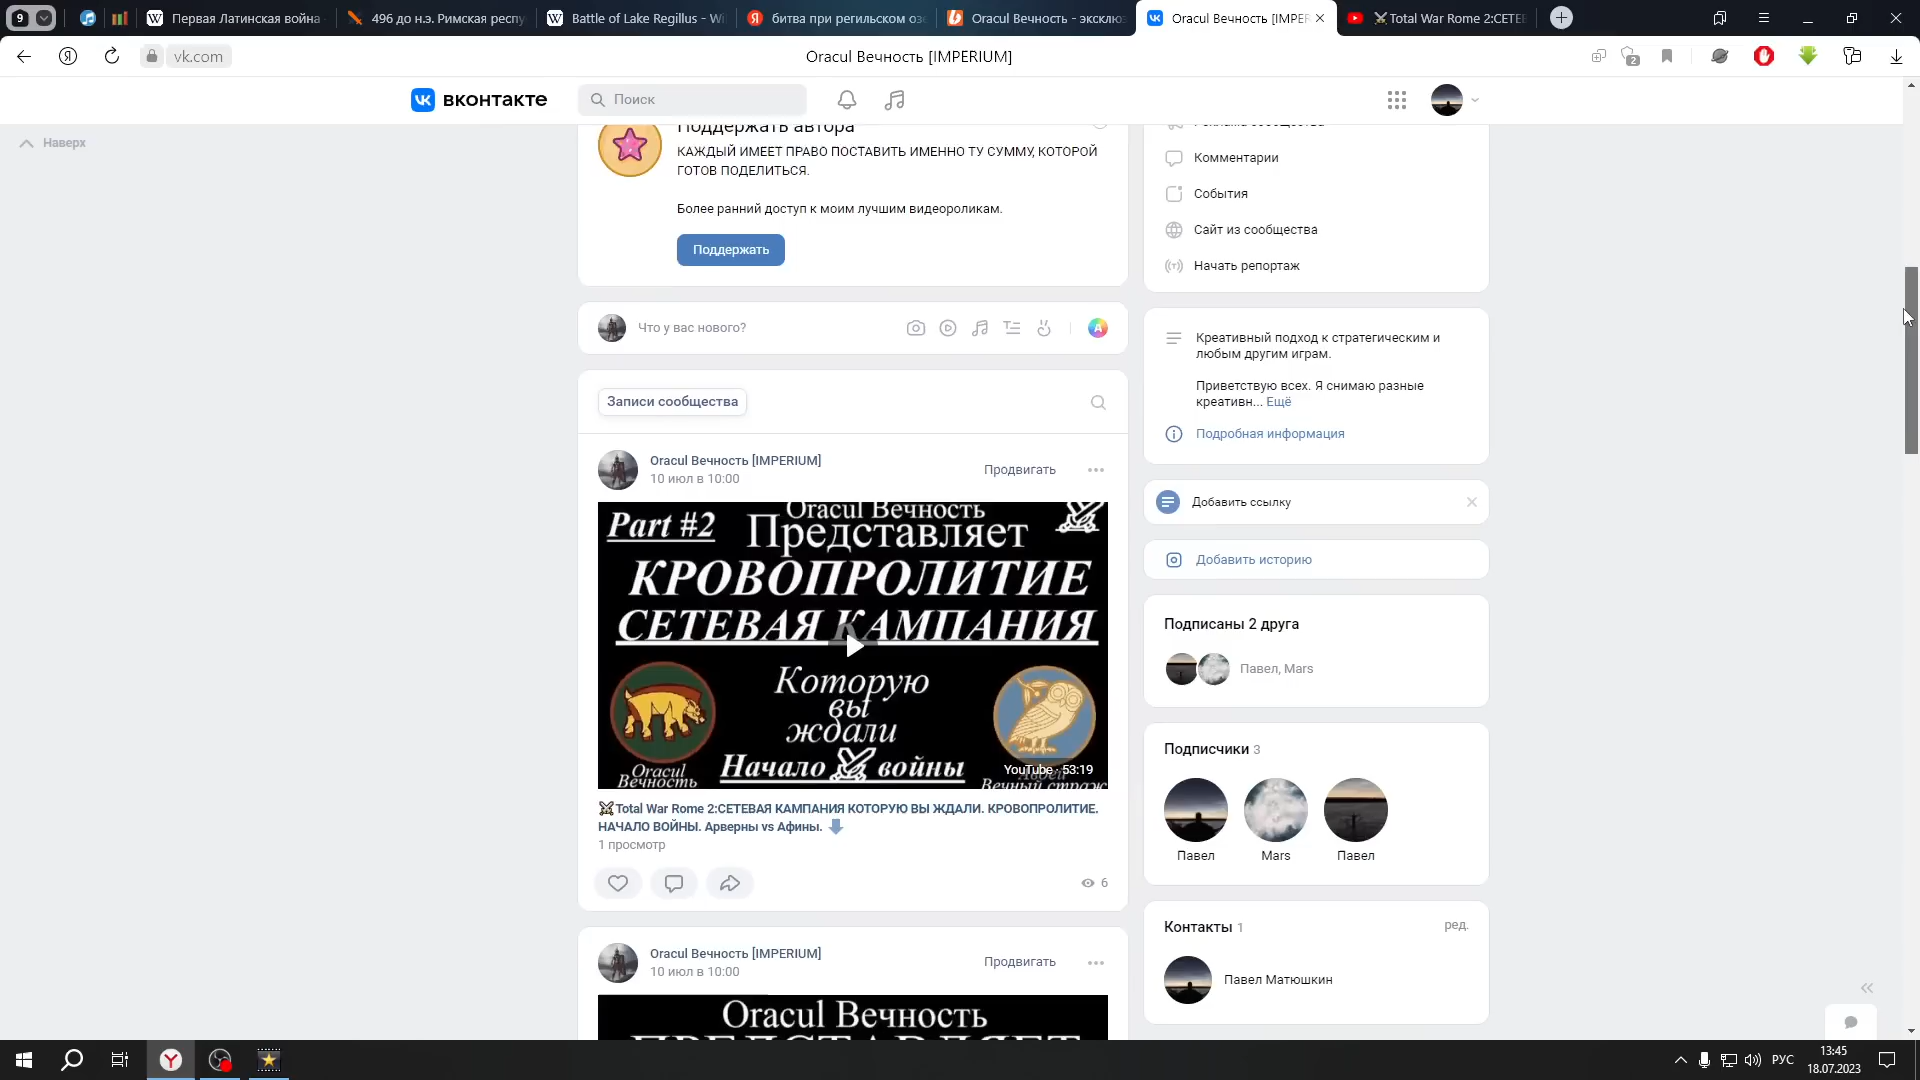 9
Первая Латинская война
496 до н.э. Римская респу
Battle of Lake Regillus - Wi
битва при регильском озе
Oracul Вечность - эксклюз
Oracul Вечность [IMPER
Total War Rome 2:СЕТЕВ
vk.com
Oracul Вечность [IMPERIUM]
2
вконтакте
Поиск
Наверх
Поддержать автора
КАЖДЫЙ ИМЕЕТ ПРАВО ПОСТАВИТЬ ИМЕННО ТУ СУММУ, КОТОРОЙ
ГОТОВ ПОДЕЛИТЬСЯ.
Более ранний доступ к моим лучшим видеороликам.
Поддержать
Что у вас нового?
Записи сообщества
Oracul Вечность [IMPERIUM]
10 июл в 10:00
Продвигать
Part #2
Oracul Вечность
Представляет
КРОВОПРОЛИТИЕ
СЕТЕВАЯ КАМПАНИЯ
Которую
вы
ждали
Начало войны
Oracul
Вечность
YouTube · 53:19
Вечный страж
Total War Rome 2:СЕТЕВАЯ КАМПАНИЯ КОТОРУЮ ВЫ ЖДАЛИ. КРОВОПРОЛИТИЕ.
НАЧАЛО ВОЙНЫ. Арверны vs Афины.
1 просмотр
6
Oracul Вечность [IMPERIUM]
10 июл в 10:00
Продвигать
Oracul Вечность
ПРЕДСТАВЛЯЕТ
Реклама сообщества
Комментарии
События
Сайт из сообщества
Начать репортаж
Креативный подход к стратегическим и
любым другим играм.
Приветствую всех. Я снимаю разные
креативн... Ещё
Подробная информация
Добавить ссылку
Добавить историю
Подписаны 2 друга
Павел, Mars
Подписчики 3
Павел
Mars
Павел
Контакты 1
ред.
Павел Матюшкин
РУС
13:45
18.07.2023